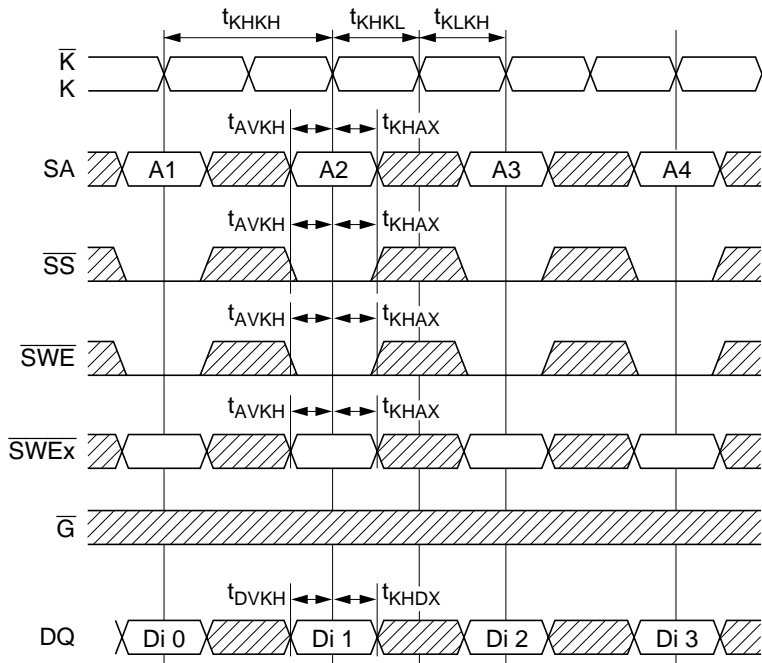 tKHKH tKHKL tKLKH
K̅
K
tAVKH tKHAX
SA A1 A2 A3 A4
tAVKH tKHAX
S̅S̅
tAVKH tKHAX
S̅W̅E̅
tAVKH tKHAX
S̅W̅E̅x̅
G̅
tDVKH tKHDX
DQ Di 0 Di 1 Di 2 Di 3